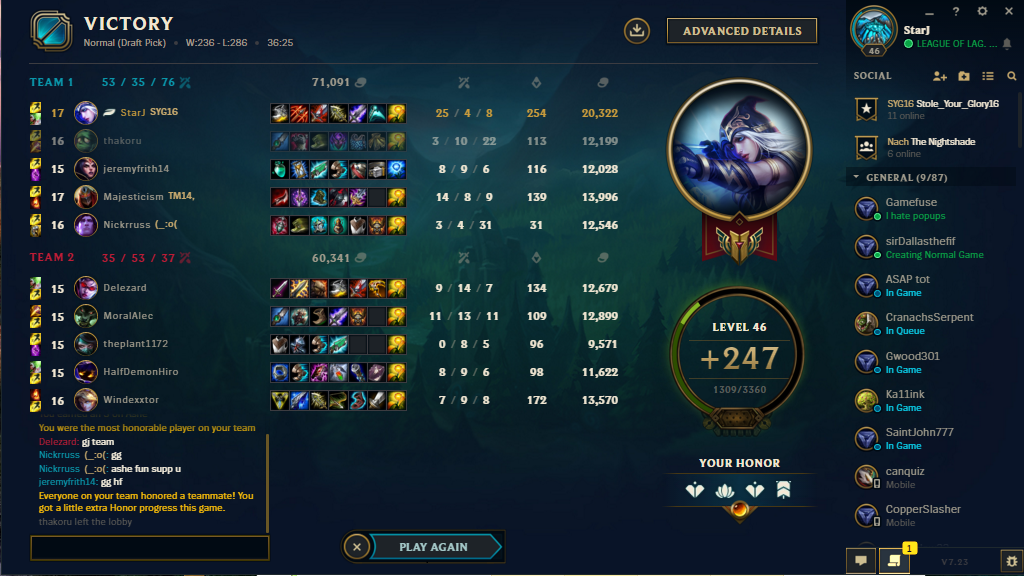 VICTORY
Normal (Draft Pick) • W:236 - L:286 • 36:25
ADVANCED DETAILS
46
StarJ
LEAGUE OF LAG. ...
TEAM 1 53 / 35 / 76 71,091
17 StarJ SYG16 25 / 4 / 8 254 20,322
16 thakoru 3 / 10 / 22 113 12,199
15 jeremyfrith14 8 / 9 / 6 116 12,028
17 Majesticism TM14, 14 / 8 / 9 139 13,996
16 Nickrruss (_:o( 3 / 4 / 31 31 12,546
TEAM 2 35 / 53 / 37 60,341
15 Delezard 9 / 14 / 7 134 12,679
15 MoralAlec 11 / 13 / 11 109 12,899
15 theplant1172 0 / 8 / 5 96 9,571
15 HalfDemonHiro 8 / 9 / 6 98 11,622
16 Windexxtor 7 / 9 / 8 172 13,570
You were the most honorable player on your team
Delezard: gj team
Nickrruss (_:o(: gg
Nickrruss (_:o(: ashe fun supp u
jeremyfrith14: gg hf
Everyone on your team honored a teammate! You
got a little extra Honor progress this game.
thakoru left the lobby
PLAY AGAIN
LEVEL 46
+247
1309/3360
YOUR HONOR
SOCIAL
SYG16 Stole_Your_Glory16
11 online
Nach The Nightshade
6 online
GENERAL (9/87)
Gamefuse
I hate popups
sirDallasthefif
Creating Normal Game
ASAP tot
In Game
CranachsSerpent
In Queue
Gwood301
In Game
Ka11ink
In Game
SaintJohn777
In Game
canquiz
Mobile
CopperSlasher
Mobile
1
V7.23